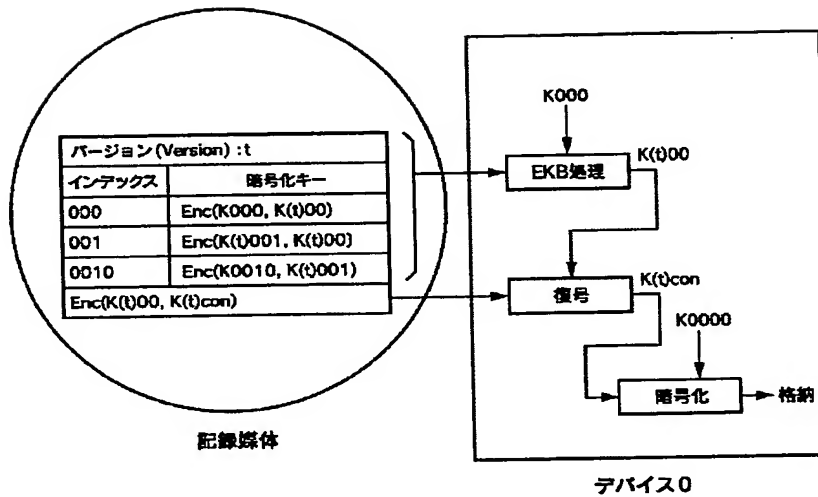 バージョン(Version):t
インデックス 暗号化キー
000 Enc(K000, K(t)00)
001 Enc(K(t)001, K(t)00)
0010 Enc(K0010, K(t)001)
Enc(K(t)00, K(t)con)
記録媒体
K000
EKB処理
K(t)00
復号
K(t)con
K0000
暗号化
格納
デバイス0